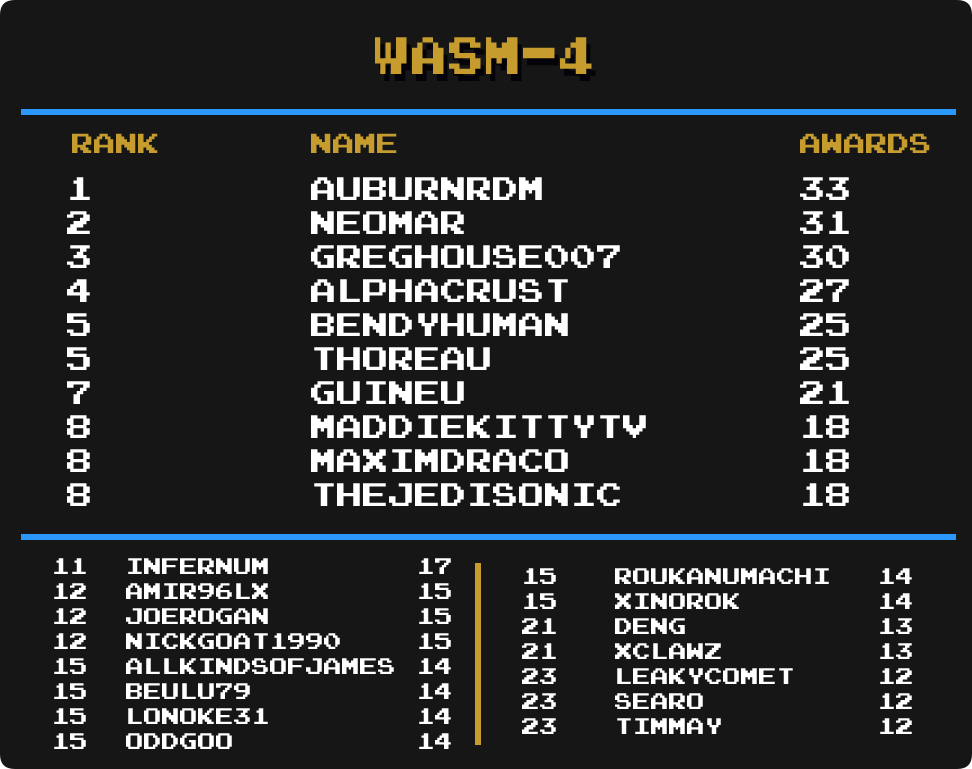 WASM-4
RANK NAME AWARDS
1 AUBURNRDM 33
2 NEOMAR 31
3 GREGHOUSE007 30
4 ALPHACRUST 27
5 BENDYHUMAN 25
5 THOREAU 25
7 GUINEU 21
8 MADDIEKITTYTV 18
8 MAXIMDRACO 18
8 THEJEDISONIC 18
11 INFERNUM 17
12 AMIR96LX 15
12 JOEROGAN 15
12 NICKGOAT1990 15
15 ALLKINDSOFJAMES 14
15 BEULU79 14
15 LONOKE31 14
15 ODDGOO 14
15 ROUKANUMACHI 14
15 XINOROK 14
21 DENG 13
21 XCLAWZ 13
23 LEAKYCOMET 12
23 SEARO 12
23 TIMMAY 12